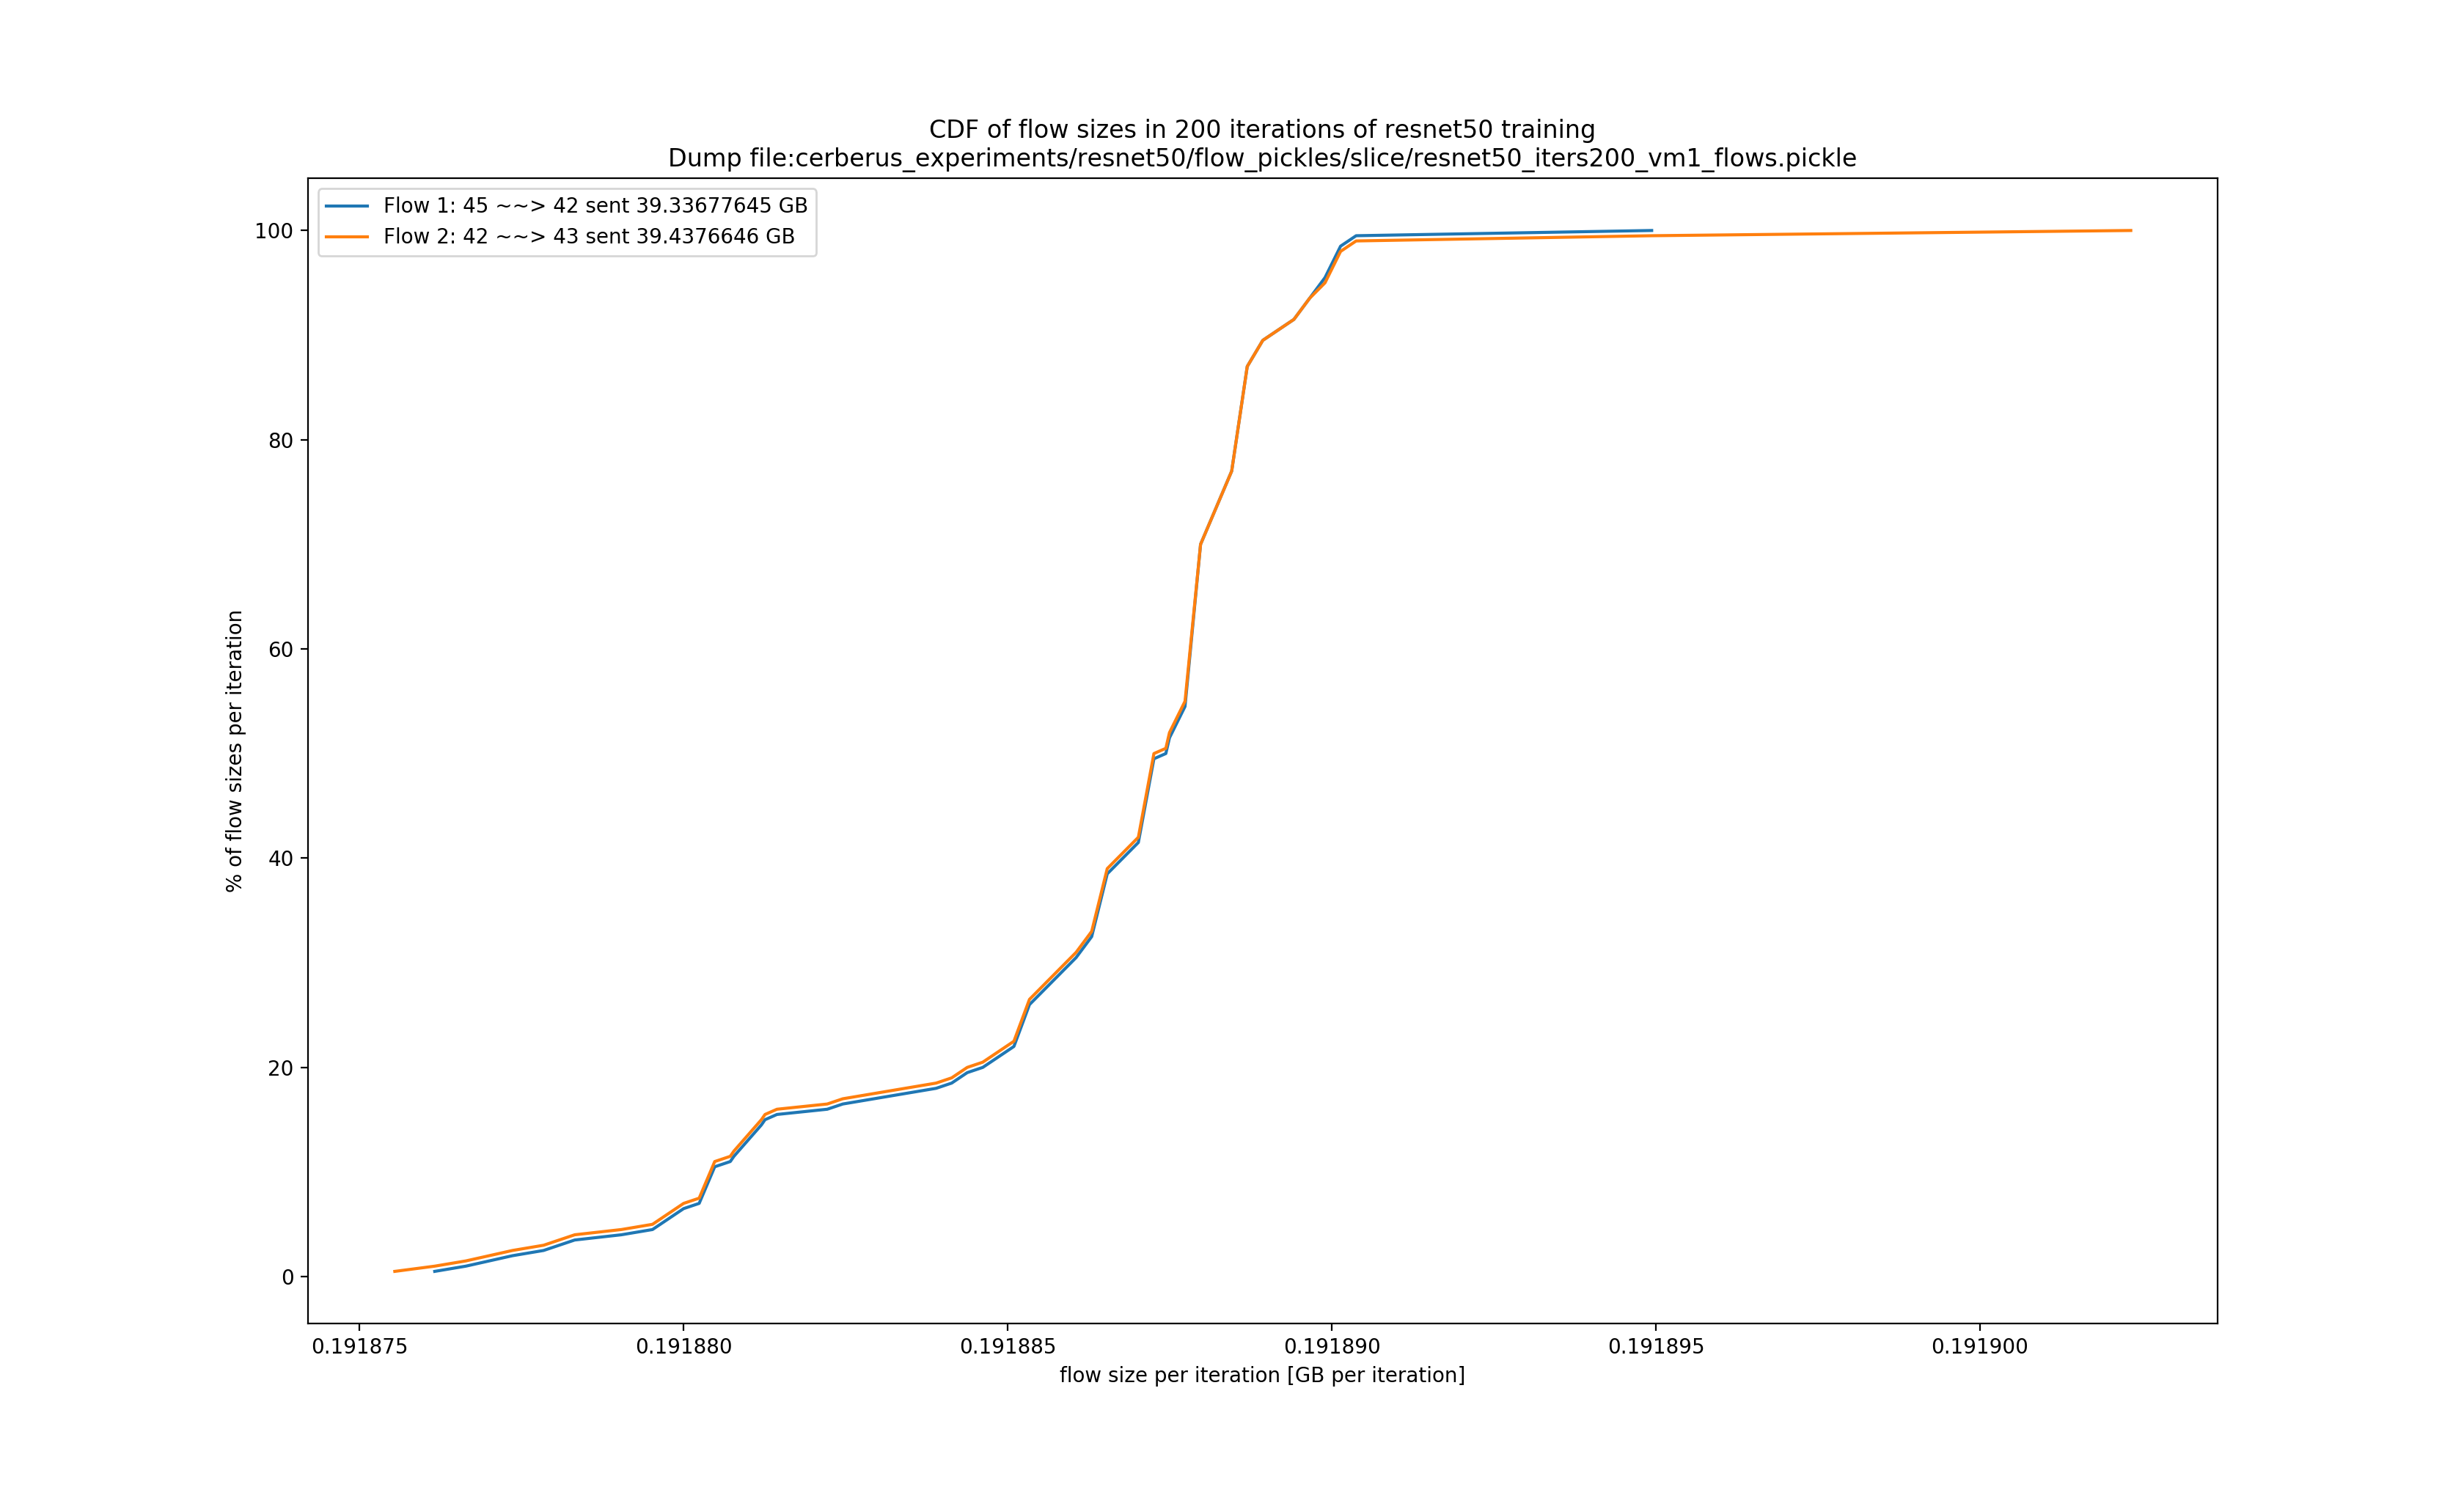 CDF of flow sizes in 200 iterations of resnet50 training
Dump file:cerberus_experiments/resnet50/flow_pickles/slice/resnet50_iters200_vm1_flows.pickle
Flow 1: 45 ~~> 42 sent 39.33677645 GB
Flow 2: 42 ~~> 43 sent 39.4376646 GB
100
80
60
40
20
0
% of flow sizes per iteration
0.191875 0.191880 0.191885 0.191890 0.191895 0.191900
flow size per iteration [GB per iteration]